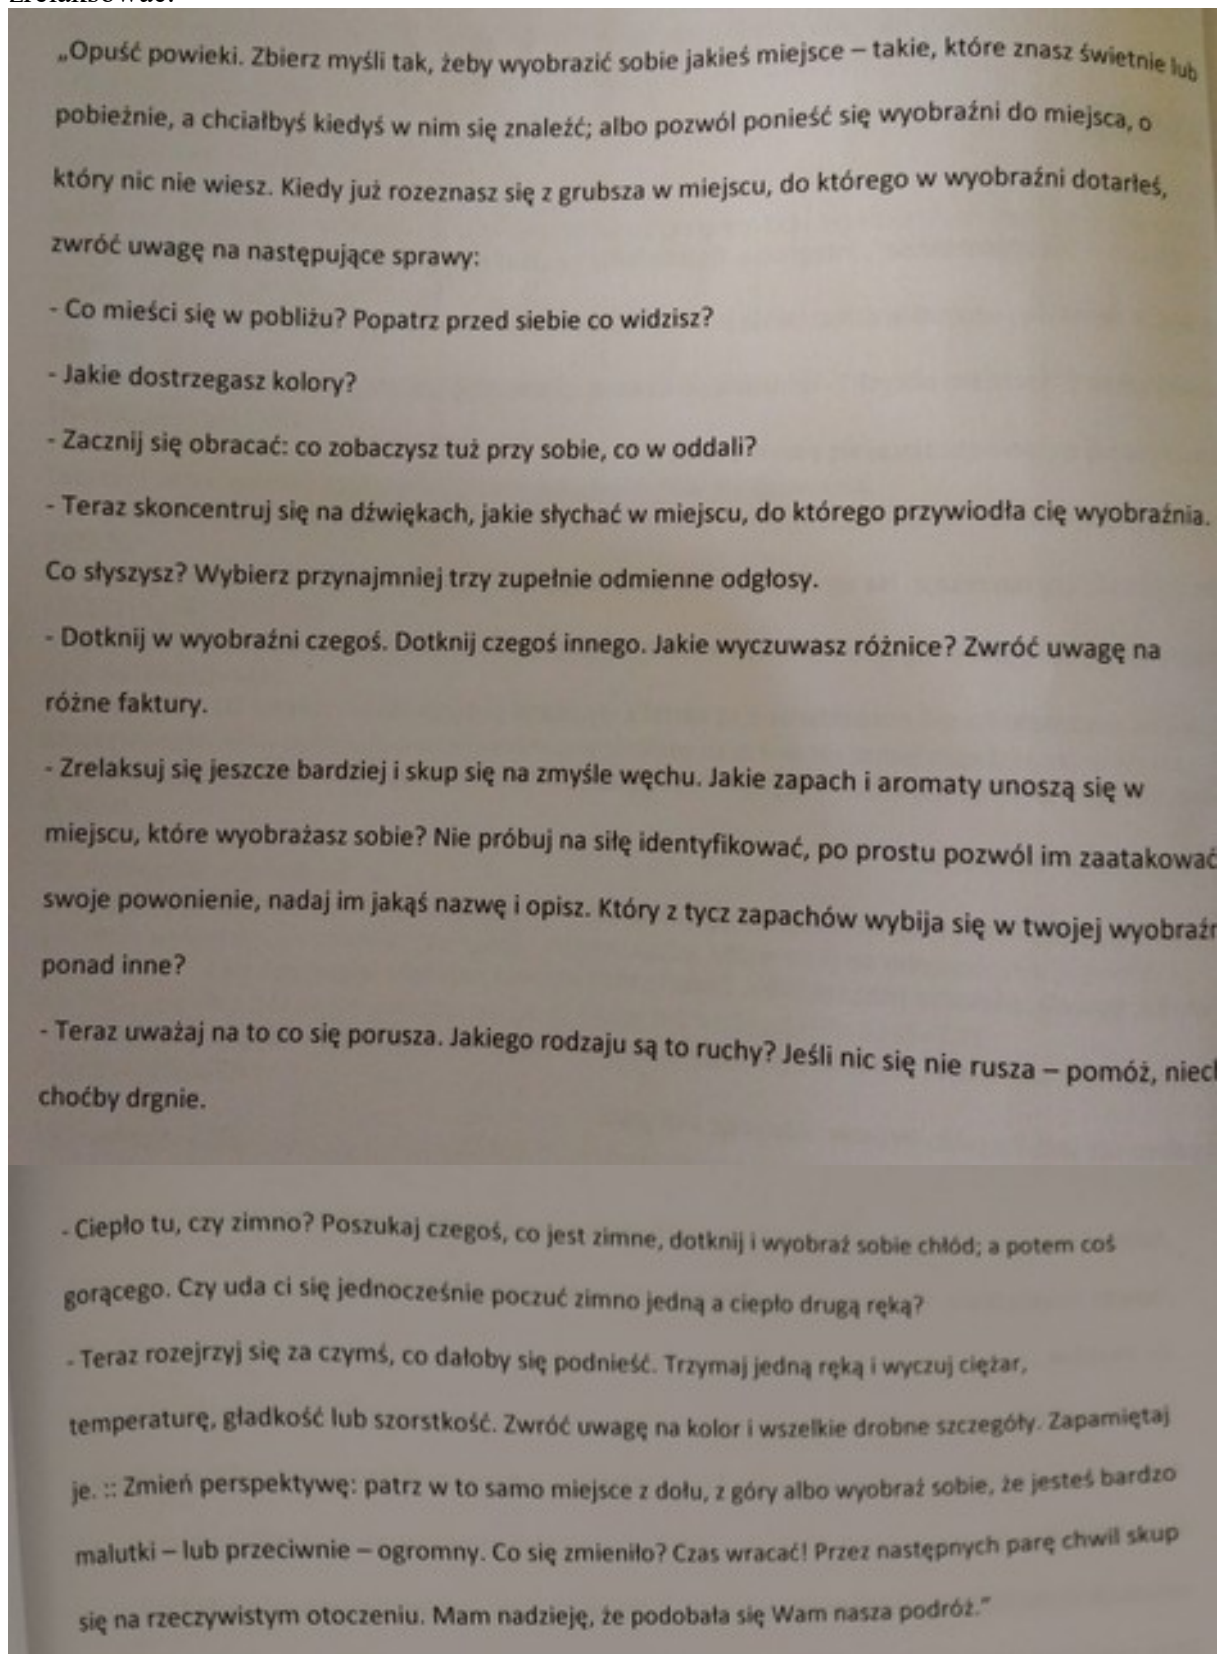 „Opuść powieki. Zbierz myśli tak, żeby wyobrazić sobie jakieś miejsce – takie, które znasz świetnie lub
pobieżnie, a chciałbyś kiedyś w nim się znaleźć; albo pozwól ponieść się wyobraźni do miejsca, o
który nic nie wiesz. Kiedy już rozeznasz się z grubsza w miejscu, do którego w wyobraźni dotarłeś,
zwróć uwagę na następujące sprawy:
- Co mieści się w pobliżu? Popatrz przed siebie co widzisz?
- Jakie dostrzegasz kolory?
- Zacznij się obracać: co zobaczysz tuż przy sobie, co w oddali?
- Teraz skoncentruj się na dźwiękach, jakie słychać w miejscu, do którego przywiodła cię wyobraźnia.
Co słyszysz? Wybierz przynajmniej trzy zupełnie odmienne odgłosy.
- Dotknij w wyobraźni czegoś. Dotknij czegoś innego. Jakie wyczuwasz różnice? Zwróć uwagę na
różne faktury.
- Zrelaksuj się jeszcze bardziej i skup się na zmyśle węchu. Jakie zapach i aromaty unoszą się w
miejscu, które wyobrażasz sobie? Nie próbuj na siłę identyfikować, po prostu pozwól im zaatakować
swoje powonienie, nadaj im jakąś nazwę i opisz. Który z tycz zapachów wybija się w twojej
ponad inne?
- Teraz uważaj na to co się porusza. Jakiego rodzaju są to ruchy? Jeśli nic się nie rusza – pomóż,
choćby drgnie.
- Ciepło tu, czy zimno? Poszukaj czegoś, co jest zimne, dotknij i wyobraź sobie chłód; a potem coś
gorącego. Czy uda ci się jednocześnie poczuć zimno jedną a ciepło drugą ręką?
- Teraz rozejrzyj się za czymś, co dałoby się podnieść. Trzymaj jedną ręką i wyczuj ciężar,
temperaturę, gładkość lub szorstkość. Zwróć uwagę na kolor i wszelkie drobne szczegóły. Zapamiętaj
je. :: Zmień perspektywę: patrz w to samo miejsce z dołu, z góry albo wyobraź sobie, że jesteś bardzo
malutki – lub przeciwnie – ogromny. Co się zmieniło? Czas wracać! Przez następnych parę chwil skup
się na rzeczywistym otoczeniu. Mam nadzieję, że podobała się Wam nasza podróż.”